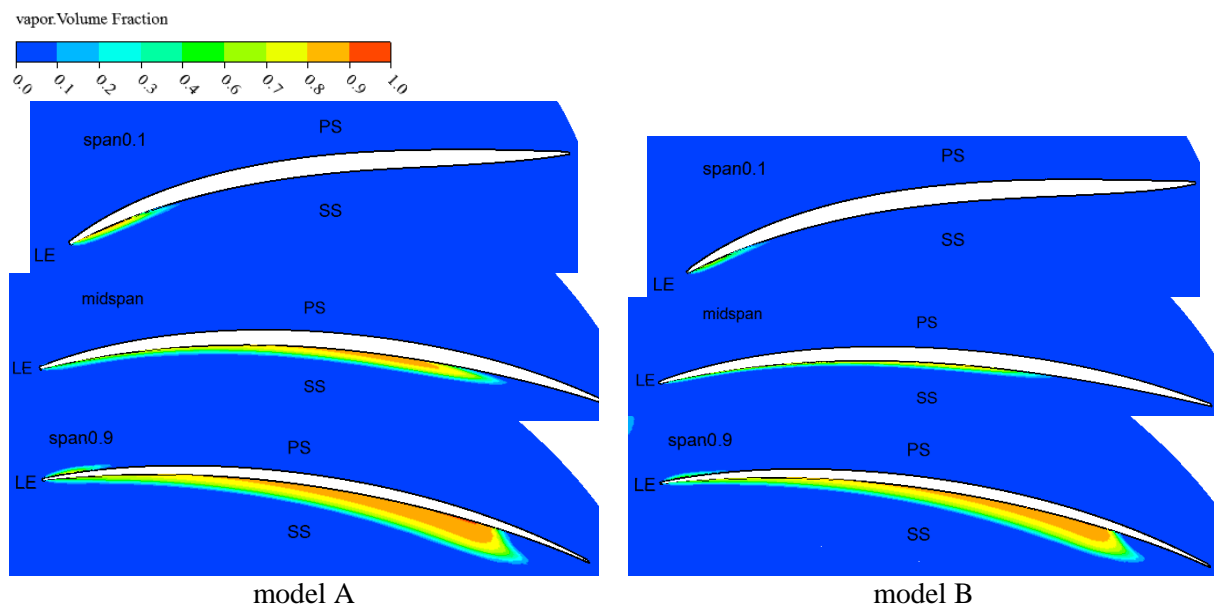 vapor.Volume Fraction
0.0 0.1 0.2 0.3 0.4 0.6 0.7 0.8 0.9 1.0
span0.1
PS
SS
LE
midspan
PS
LE
SS
span0.9
PS
LE
SS
model A
span0.1
PS
SS
LE
midspan
PS
LE
SS
span0.9
PS
LE
SS
model B